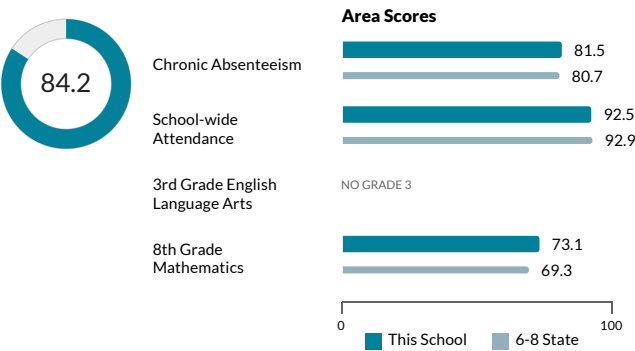 Area Scores
84.2
Chronic Absenteeism
81.5
80.7
School-wide
Attendance
92.5
92.9
3rd Grade English
Language Arts
NO GRADE 3
8th Grade
Mathematics
73.1
69.3
0
100
This School
6-8 State